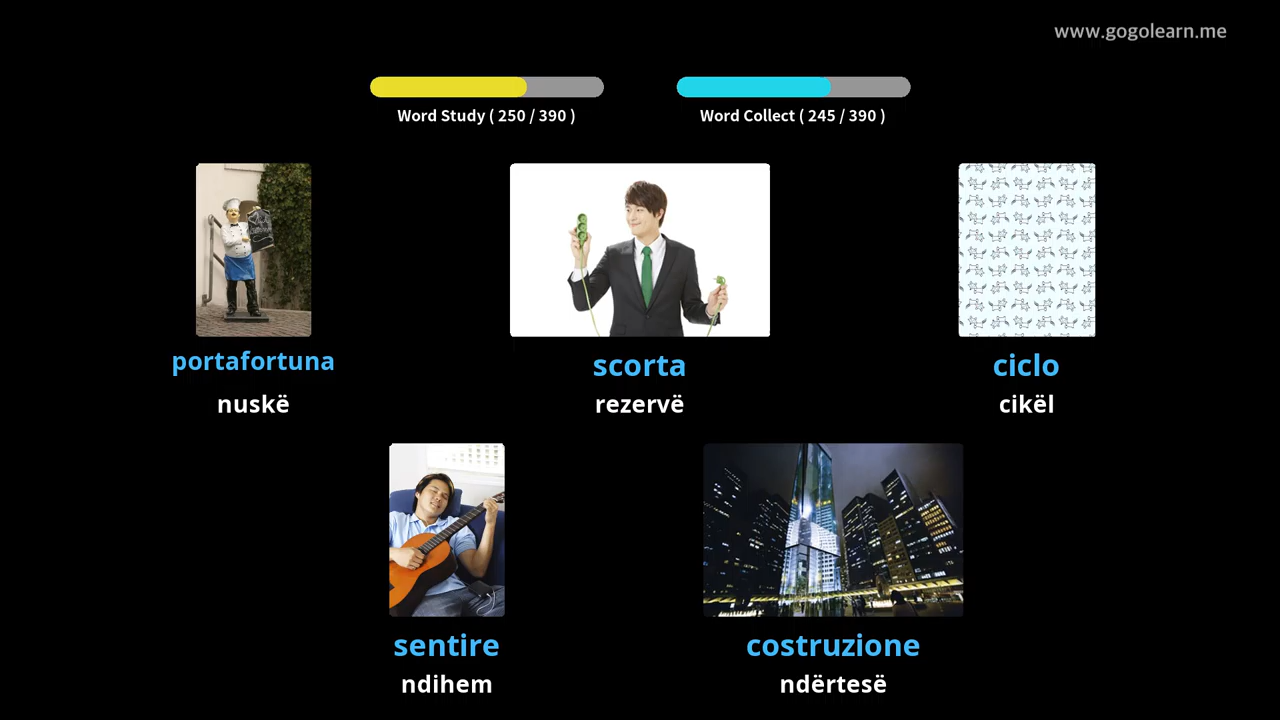 www.gogolearn.me
Word Study ( 250 / 390 )
Word Collect ( 245 / 390 )
portafortuna
nuskë
scorta
rezervë
ciclo
cikël
sentire
ndihem
costruzione
ndërtesë